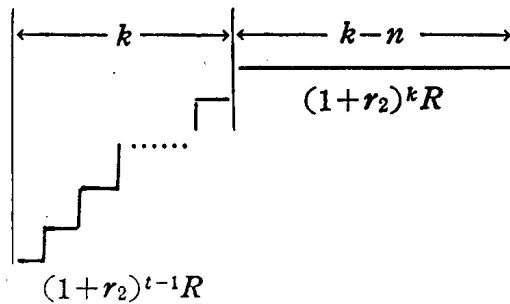 k
k−n
(1+r₂)ᵏR
......
(1+r₂)ᵗ⁻¹R